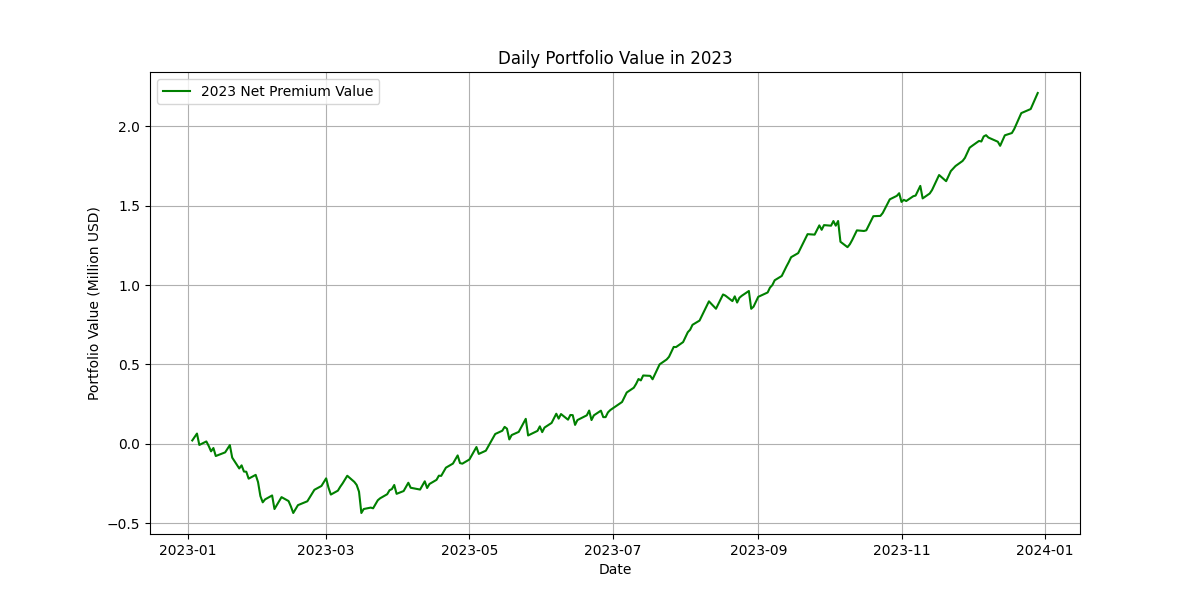 Daily Portfolio Value in 2023
2023 Net Premium Value
Portfolio Value (Million USD)
2.0
1.5
1.0
0.5
0.0
−0.5
2023-01 2023-03 2023-05 2023-07 2023-09 2023-11 2024-01
Date